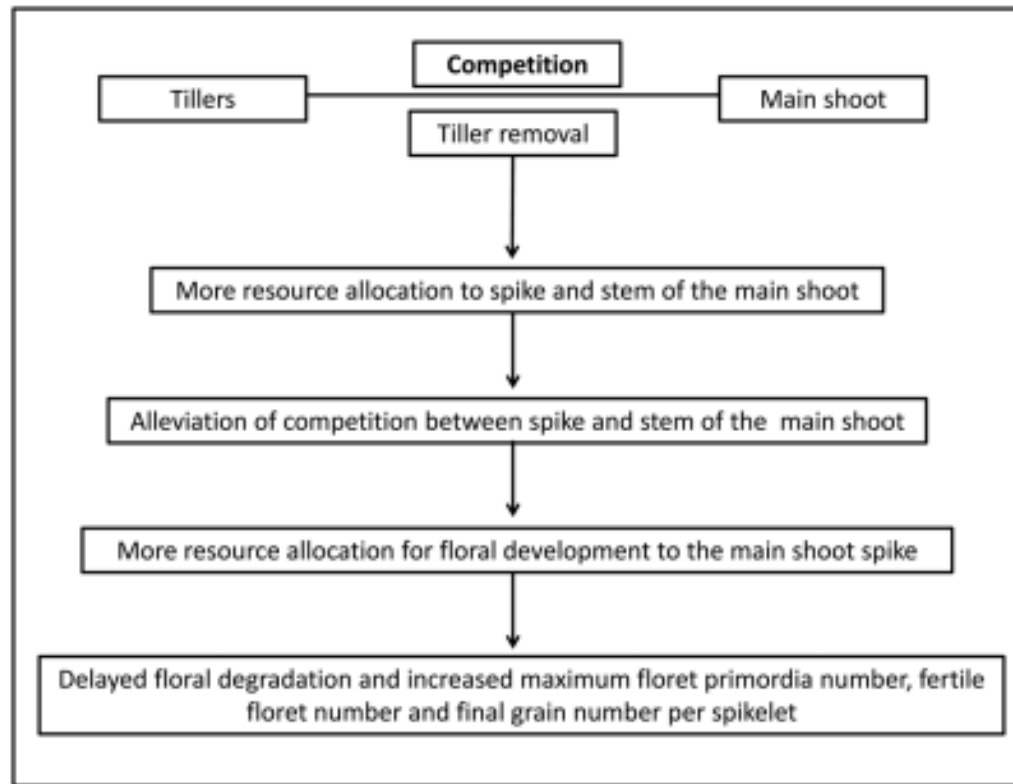 Competition
Tillers
Main shoot
Tiller removal
More resource allocation to spike and stem of the main shoot
Alleviation of competition between spike and stem of the main shoot
More resource allocation for floral development to the main shoot spike
Delayed floral degradation and increased maximum floret primordia number, fertile
floret number and final grain number per spikelet